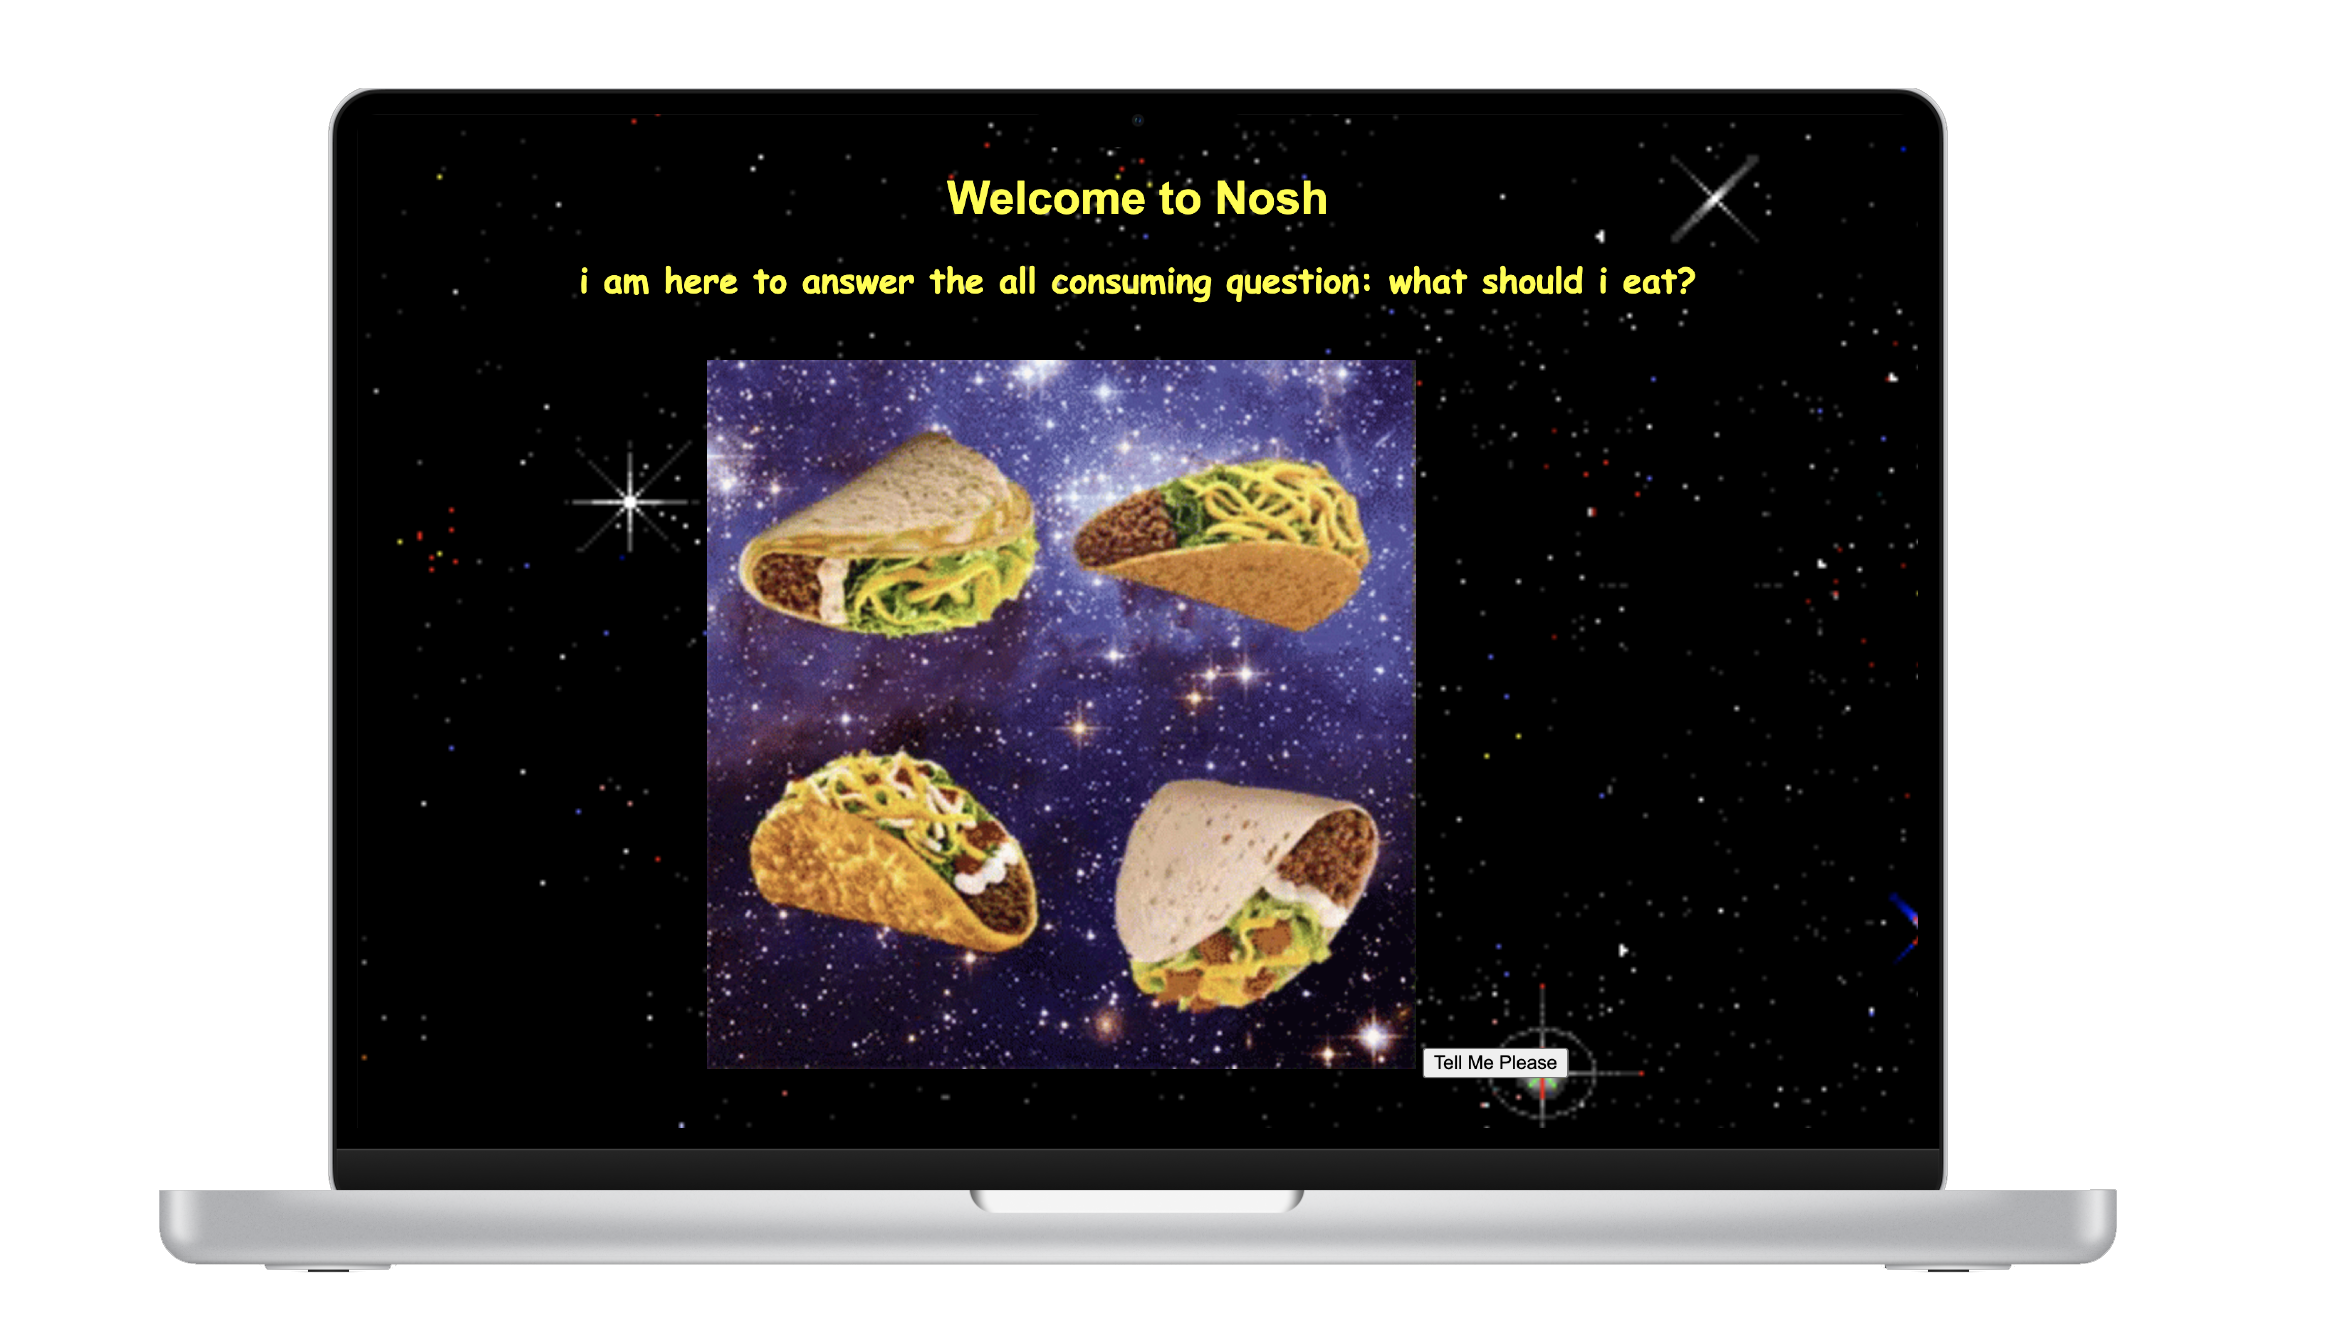 Welcome to Nosh
i am here to answer the all consuming question: what should i eat?
Tell Me Please